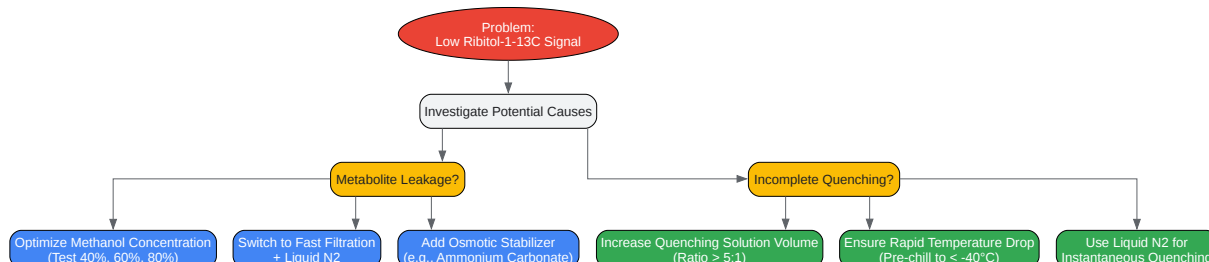 Problem:
Low Ribitol-1-13C Signal
Investigate Potential Causes
Metabolite Leakage?
Incomplete Quenching?
Optimize Methanol Concentration
(Test 40%, 60%, 80%)
Switch to Fast Filtration
+ Liquid N2
Add Osmotic Stabilizer
(e.g., Ammonium Carbonate)
Increase Quenching Solution Volume
(Ratio > 5:1)
Ensure Rapid Temperature Drop
(Pre-chill to < -40°C)
Use Liquid N2 for
Instantaneous Quenching